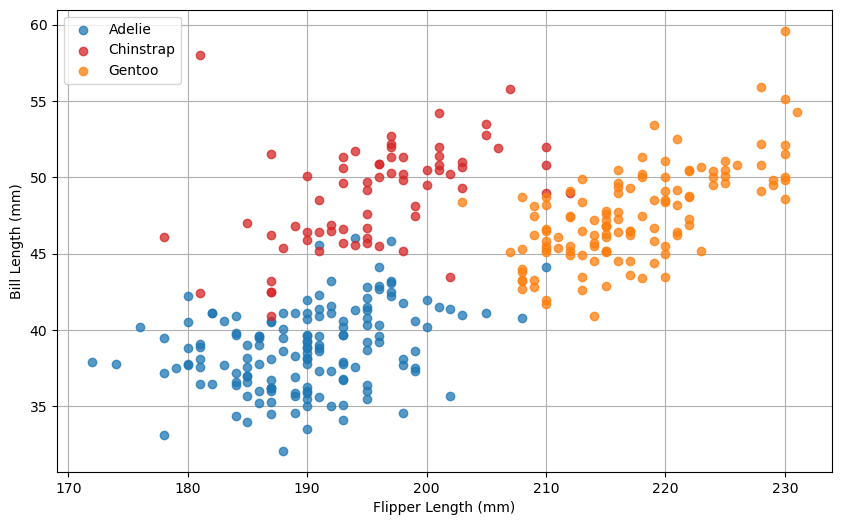 Adelie
Chinstrap
Gentoo
60
55
50
45
40
35
Bill Length (mm)
170
180
190
200
210
220
230
Flipper Length (mm)